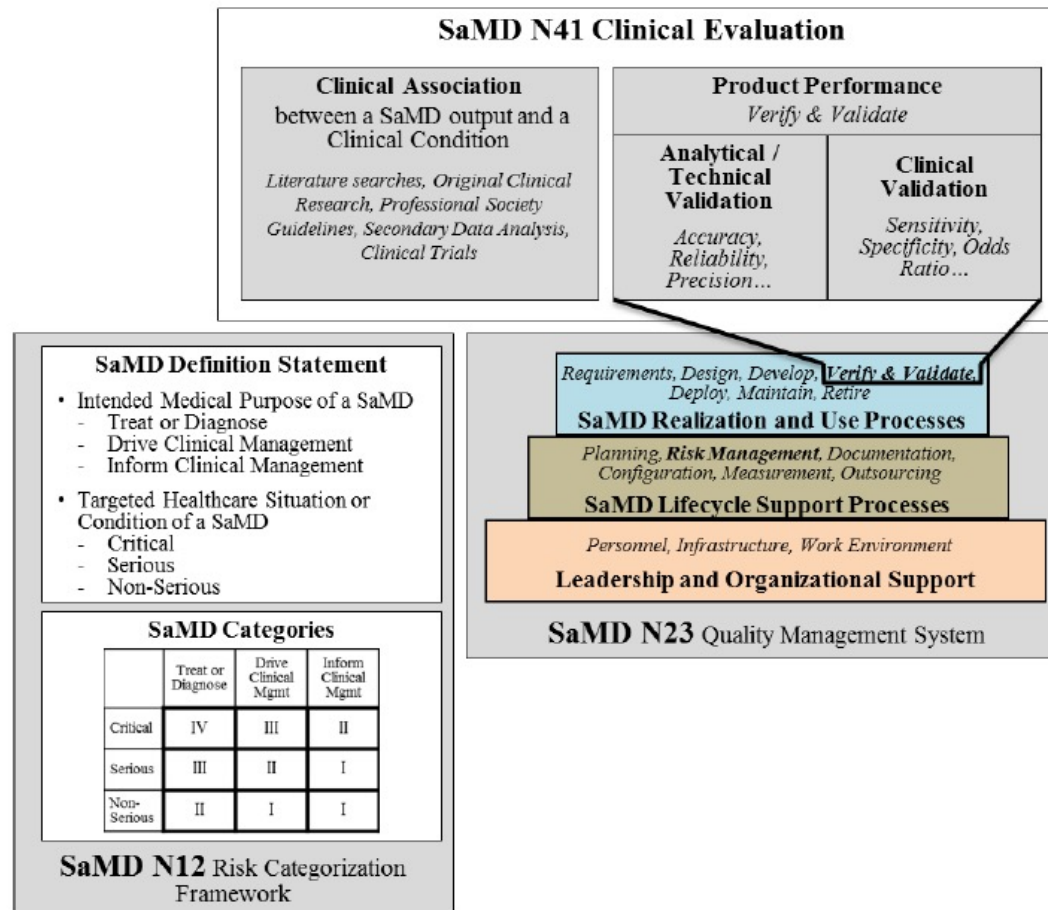 SaMD N41 Clinical Evaluation
Clinical Association
between a SaMD output and a
Clinical Condition
Literature searches, Original Clinical
Research, Professional Society
Guidelines, Secondary Data Analysis,
Clinical Trials
Product Performance
Verify & Validate
Analytical /
Technical
Validation
Accuracy,
Reliability,
Precision...
Clinical
Validation
Sensitivity,
Specificity, Odds
Ratio...
SaMD Definition Statement
• Intended Medical Purpose of a SaMD
- Treat or Diagnose
- Drive Clinical Management
- Inform Clinical Management
• Targeted Healthcare Situation or
Condition of a SaMD
- Critical
- Serious
- Non-Serious
SaMD Categories
Treat or
Diagnose
Drive
Clinical
Mgmt
Inform
Clinical
Mgmt
Critical IV III II
Serious III II I
Non-
Serious II I I
SaMD N12 Risk Categorization
Framework
Requirements, Design, Develop, Verify & Validate,
Deploy, Maintain, Retire
SaMD Realization and Use Processes
Planning, Risk Management, Documentation,
Configuration, Measurement, Outsourcing
SaMD Lifecycle Support Processes
Personnel, Infrastructure, Work Environment
Leadership and Organizational Support
SaMD N23 Quality Management System